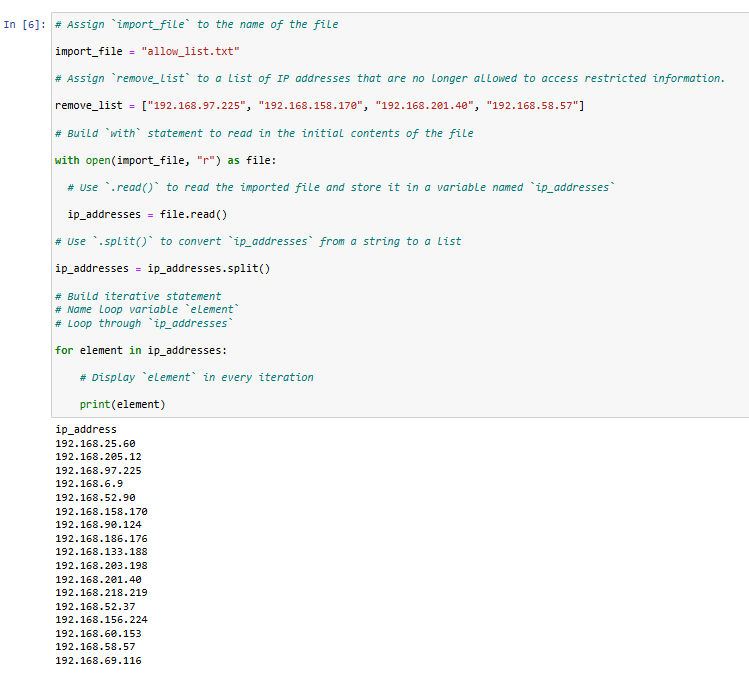 In [6]: # Assign `import_file` to the name of the file
import_file = "allow_list.txt"
# Assign `remove_list` to a list of IP addresses that are no longer allowed to access restricted information.
remove_list = ["192.168.97.225", "192.168.158.170", "192.168.201.40", "192.168.58.57"]
# Build `with` statement to read in the initial contents of the file
with open(import_file, "r") as file:
# Use `.read()` to read the imported file and store it in a variable named `ip_addresses`
ip_addresses = file.read()
# Use `.split()` to convert `ip_addresses` from a string to a list
ip_addresses = ip_addresses.split()
# Build iterative statement
# Name loop variable `element`
# Loop through `ip_addresses`
for element in ip_addresses:
# Display `element` in every iteration
print(element)
ip_address
192.168.25.60
192.168.205.12
192.168.97.225
192.168.6.9
192.168.52.90
192.168.158.170
192.168.90.124
192.168.186.176
192.168.133.188
192.168.203.198
192.168.201.40
192.168.218.219
192.168.52.37
192.168.156.224
192.168.60.153
192.168.58.57
192.168.69.116